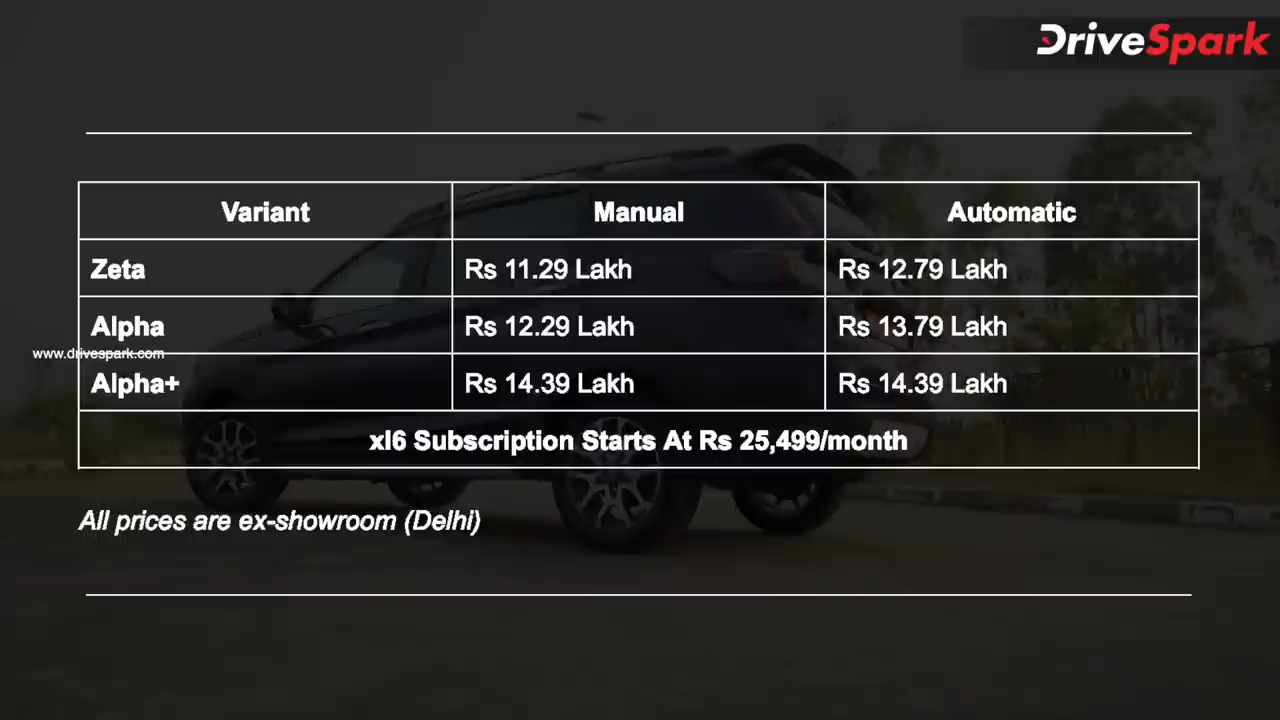 DriveSpark
Variant Manual Automatic
Zeta Rs 11.29 Lakh Rs 12.79 Lakh
Alpha Rs 12.29 Lakh Rs 13.79 Lakh
www.drivespark.com
Alpha+ Rs 14.39 Lakh Rs 14.39 Lakh
xl6 Subscription Starts At Rs 25,499/month
All prices are ex-showroom (Delhi)